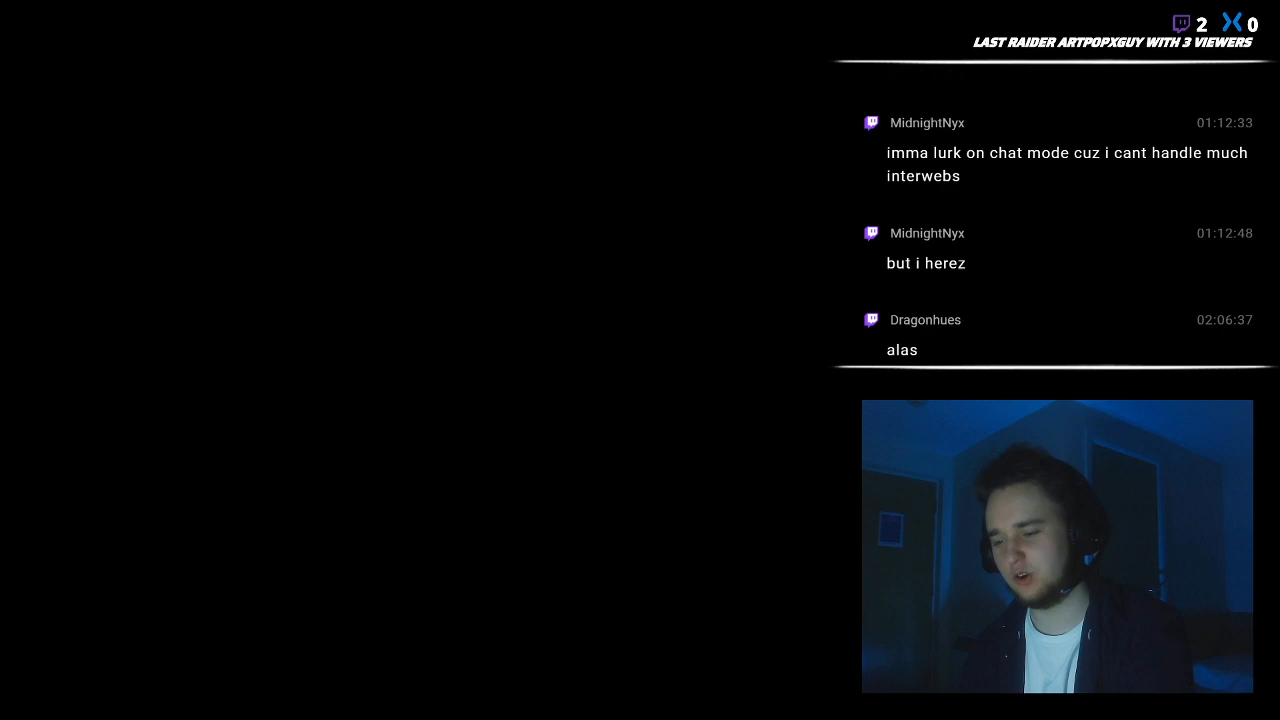 2 0
LAST RAIDER ARTPOPXGUY WITH 3 VIEWERS
MidnightNyx 01:12:33
imma lurk on chat mode cuz i cant handle much
interwebs
MidnightNyx 01:12:48
but i herez
Dragonhues 02:06:37
alas